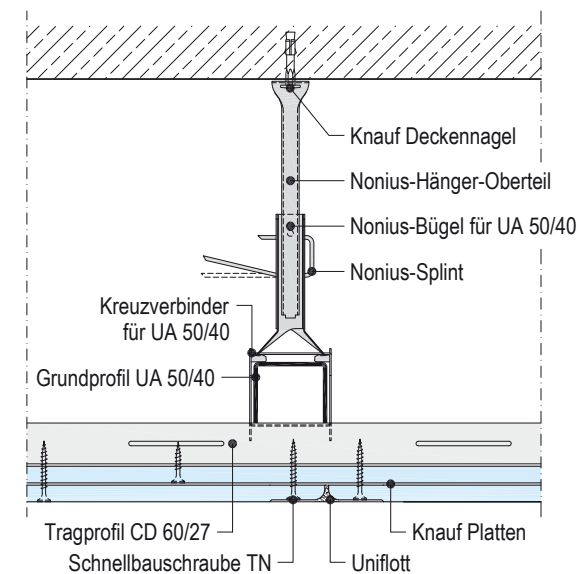 Knauf Deckennagel
Nonius-Hänger-Oberteil
Nonius-Bügel für UA 50/40
Nonius-Splint
Kreuzverbinder
für UA 50/40
Grundprofil UA 50/40
Tragprofil CD 60/27
Knauf Platten
Schnellbauschraube TN
Uniflott